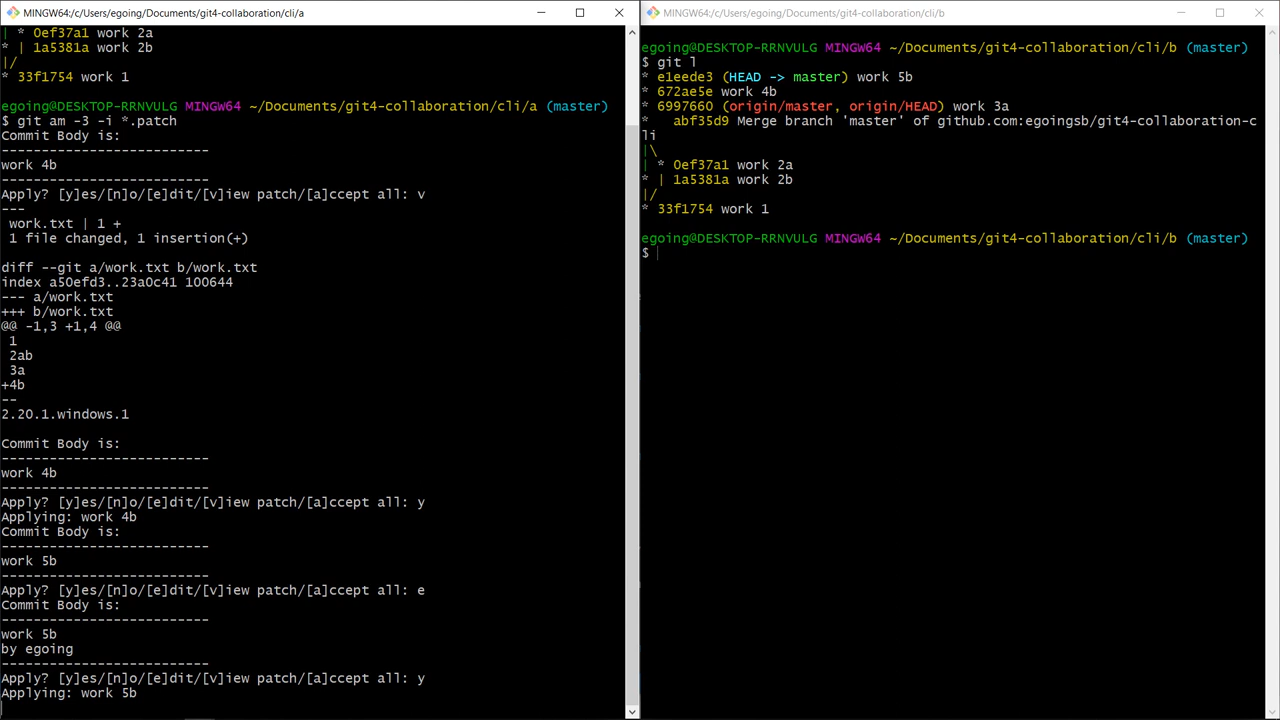 MINGW64:/c/Users/egoing/Documents/git4-collaboration/cli/a
| * 0ef37a1 work 2a
* | 1a5381a work 2b
|/
* 33f1754 work 1
egoing@DESKTOP-RRNVULG MINGW64 ~/Documents/git4-collaboration/cli/a (master)
$ git am -3 -i *.patch
Commit Body is:
--------------------------
work 4b
--------------------------
Apply? [y]es/[n]o/[e]dit/[v]iew patch/[a]ccept all: v
---
 work.txt | 1 +
 1 file changed, 1 insertion(+)
diff --git a/work.txt b/work.txt
index a50efd3..23a0c41 100644
--- a/work.txt
+++ b/work.txt
@@ -1,3 +1,4 @@
 1
 2ab
 3a
+4b
--
2.20.1.windows.1
Commit Body is:
--------------------------
work 4b
--------------------------
Apply? [y]es/[n]o/[e]dit/[v]iew patch/[a]ccept all: y
Applying: work 4b
Commit Body is:
--------------------------
work 5b
--------------------------
Apply? [y]es/[n]o/[e]dit/[v]iew patch/[a]ccept all: e
Commit Body is:
--------------------------
work 5b
by egoing
--------------------------
Apply? [y]es/[n]o/[e]dit/[v]iew patch/[a]ccept all: y
Applying: work 5b
MINGW64:/c/Users/egoing/Documents/git4-collaboration/cli/b
egoing@DESKTOP-RRNVULG MINGW64 ~/Documents/git4-collaboration/cli/b (master)
$ git l
* e1eede3 (HEAD -> master) work 5b
* 672ae5e work 4b
* 6997660 (origin/master, origin/HEAD) work 3a
*   abf35d9 Merge branch 'master' of github.com:egoingsb/git4-collaboration-c
li
|\
| * 0ef37a1 work 2a
* | 1a5381a work 2b
|/
* 33f1754 work 1
egoing@DESKTOP-RRNVULG MINGW64 ~/Documents/git4-collaboration/cli/b (master)
$